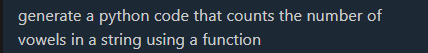 generate a python code that counts the number of
vowels in a string using a function